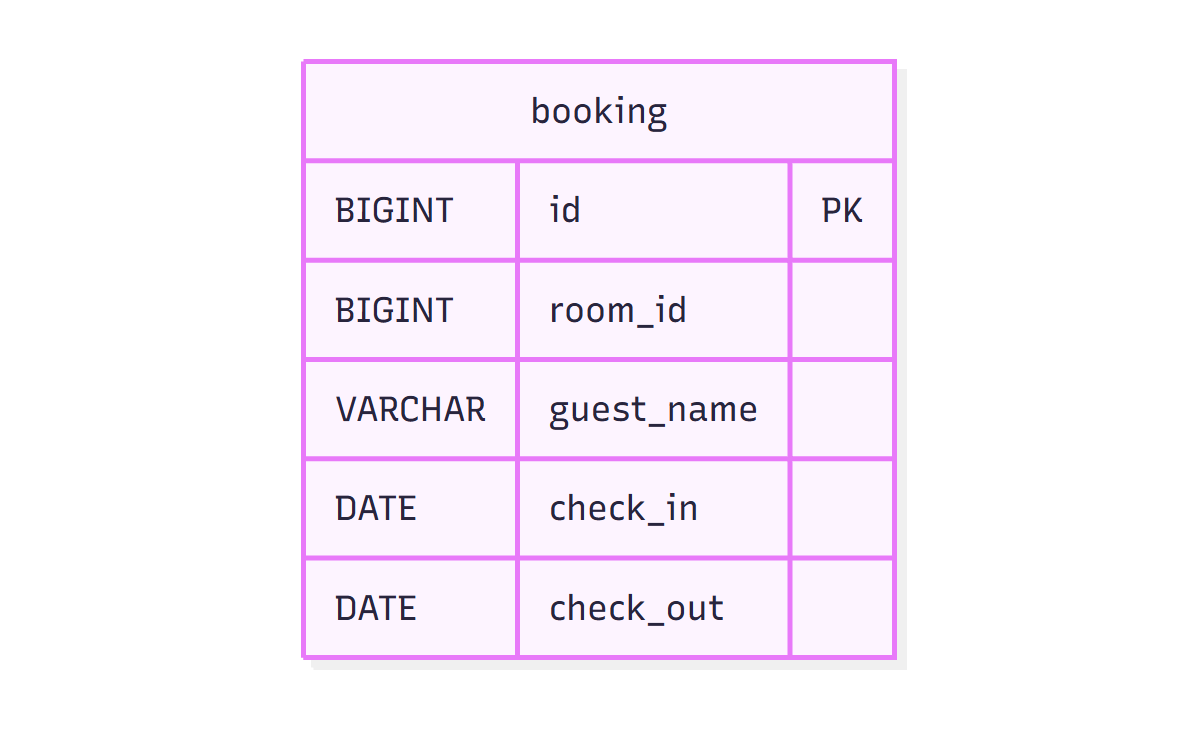 booking
BIGINT id PK
BIGINT room_id
VARCHAR guest_name
DATE check_in
DATE check_out